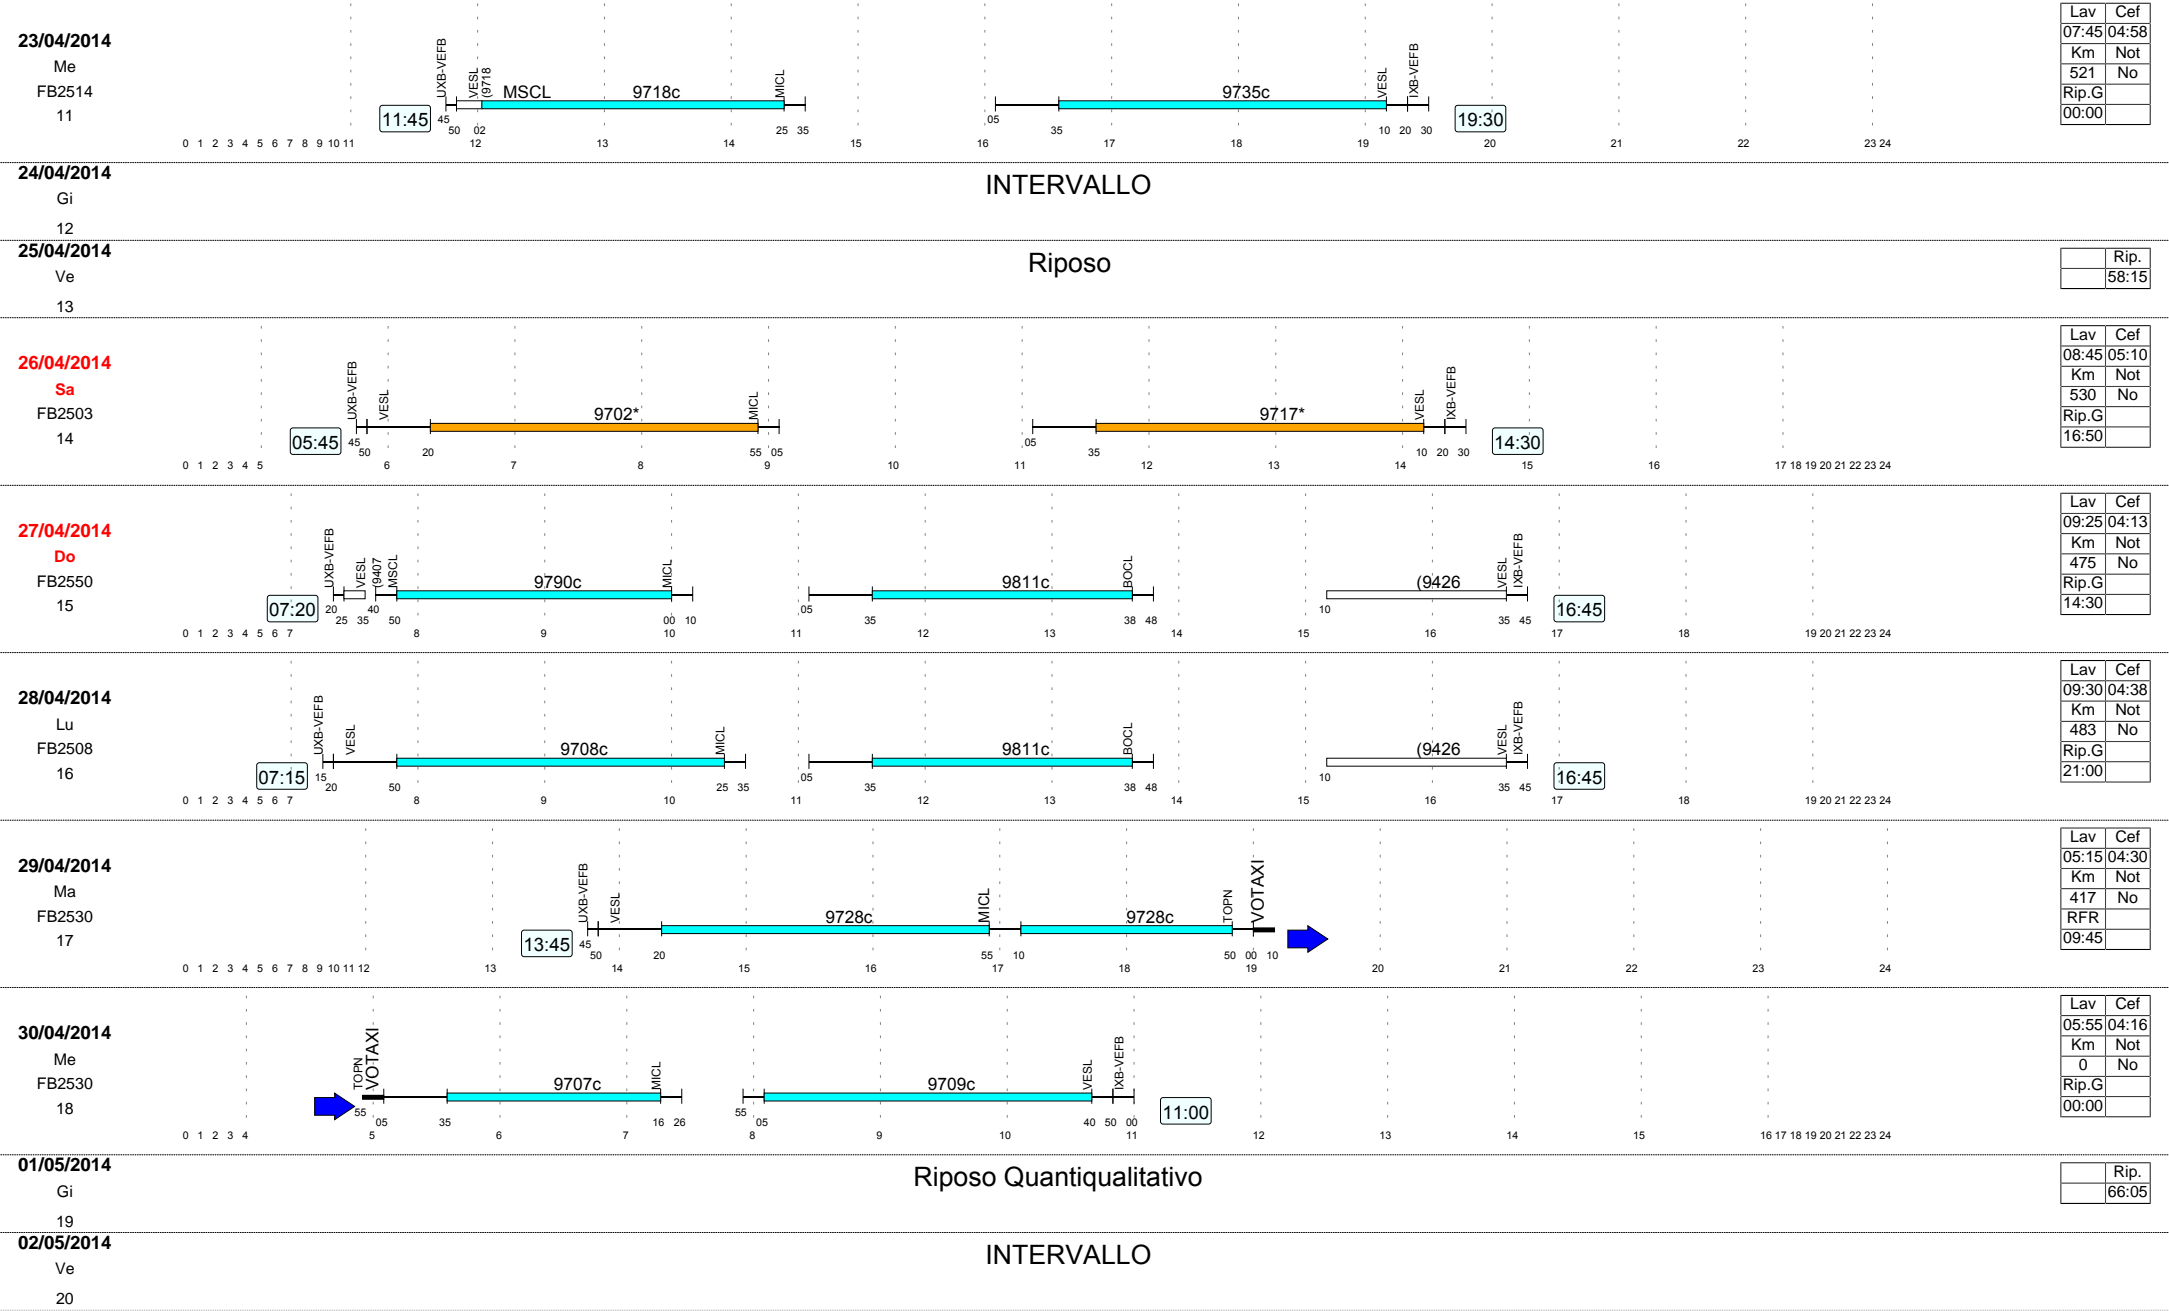 23/04/2014
Me
FB2514
11
11:45
UXB-VEFB
VESL
(9718
MSCL
9718c
MICL
9735c
VESL
IXB-VEFB
19:30
45 50 02 25 35 05 35 10 20 30
0 1 2 3 4 5 6 7 8 9 10 11 12 13 14 15 16 17 18 19 20 21 22 23 24
Lav Cef
07:45 04:58
Km Not
521 No
Rip.G
00:00
24/04/2014
Gi
12
INTERVALLO
25/04/2014
Ve
13
Riposo
Rip.
58:15
26/04/2014
Sa
FB2503
14
05:45
UXB-VEFB
VESL
9702*
MICL
9717*
VESL
IXB-VEFB
14:30
45 50 20 55 05 05 35 10 20 30
0 1 2 3 4 5 6 7 8 9 10 11 12 13 14 15 16 17 18 19 20 21 22 23 24
Lav Cef
08:45 05:10
Km Not
530 No
Rip.G
16:50
27/04/2014
Do
FB2550
15
07:20
UXB-VEFB
VESL
(9407
MSCL
9790c
MICL
9811c
BOCL
(9426
VESL
IXB-VEFB
16:45
20 25 35 40 50 00 10 05 35 38 48 10 35 45
0 1 2 3 4 5 6 7 8 9 10 11 12 13 14 15 16 17 18 19 20 21 22 23 24
Lav Cef
09:25 04:13
Km Not
475 No
Rip.G
14:30
28/04/2014
Lu
FB2508
16
07:15
UXB-VEFB
VESL
9708c
MICL
9811c
BOCL
(9426
VESL
IXB-VEFB
16:45
15 20 50 25 35 05 35 38 48 10 35 45
0 1 2 3 4 5 6 7 8 9 10 11 12 13 14 15 16 17 18 19 20 21 22 23 24
Lav Cef
09:30 04:38
Km Not
483 No
Rip.G
21:00
29/04/2014
Ma
FB2530
17
13:45
UXB-VEFB
VESL
9728c
MICL
9728c
TOPN
VOTAXI
45 50 20 55 10 50 00 10
0 1 2 3 4 5 6 7 8 9 10 11 12 13 14 15 16 17 18 19 20 21 22 23 24
Lav Cef
05:15 04:30
Km Not
417 No
RFR
09:45
30/04/2014
Me
FB2530
18
TOPN
VOTAXI
9707c
MICL
9709c
VESL
IXB-VEFB
11:00
55 05 35 16 26 55 05 40 50 00
0 1 2 3 4 5 6 7 8 9 10 11 12 13 14 15 16 17 18 19 20 21 22 23 24
Lav Cef
05:55 04:16
Km Not
0 No
Rip.G
00:00
01/05/2014
Gi
19
Riposo Quantiqualitativo
Rip.
66:05
02/05/2014
Ve
20
INTERVALLO